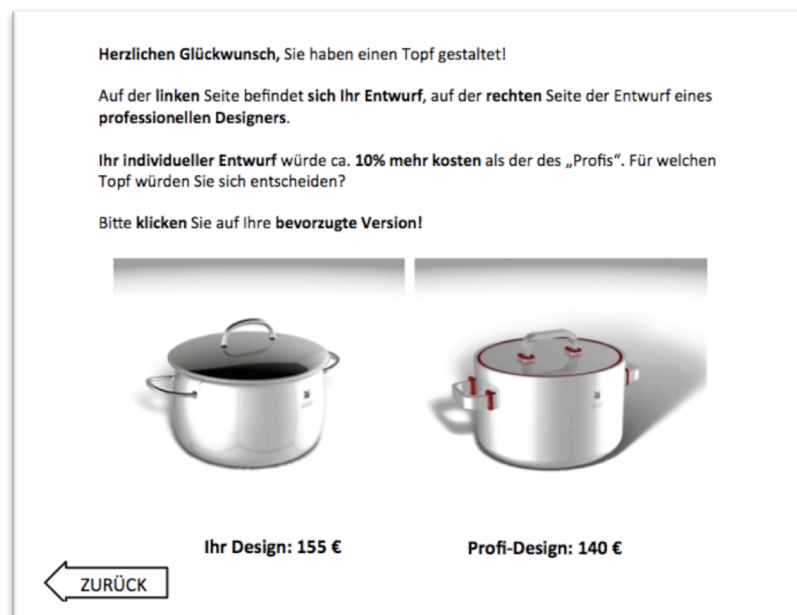 Herzlichen Glückwunsch, Sie haben einen Topf gestaltet!
Auf der linken Seite befindet sich Ihr Entwurf, auf der rechten Seite der Entwurf eines
professionellen Designers.
Ihr individueller Entwurf würde ca. 10% mehr kosten als der des „Profis“. Für welchen
Topf würden Sie sich entscheiden?
Bitte klicken Sie auf Ihre bevorzugte Version!
Ihr Design: 155 €
Profi-Design: 140 €
ZURÜCK